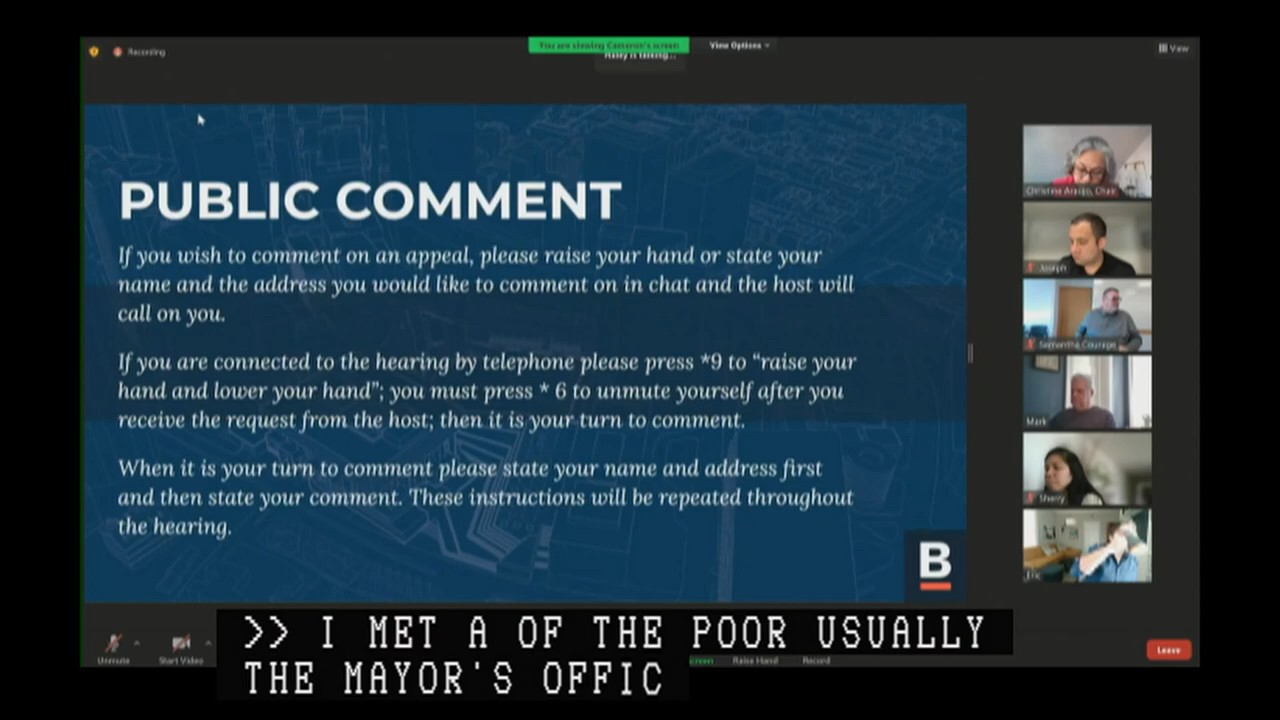 Recording
You are viewing Cameron's screen
View Options
is talking...
View
PUBLIC COMMENT
If you wish to comment on an appeal, please raise your hand or state your
name and the address you would like to comment on in chat and the host will
call on you.
If you are connected to the hearing by telephone please press *9 to “raise your
hand and lower your hand”; you must press * 6 to unmute yourself after you
receive the request from the host; then it is your turn to comment.
When it is your turn to comment please state your name and address first
and then state your comment. These instructions will be repeated throughout
the hearing.
B
Christine Araujo, Chair
Joseph
Samantha Courage
Mark
Sherry
>> I MET A OF THE POOR USUALLY
THE MAYOR'S OFFIC
Unmute
Start Video
Raise Hand
Record
Leave